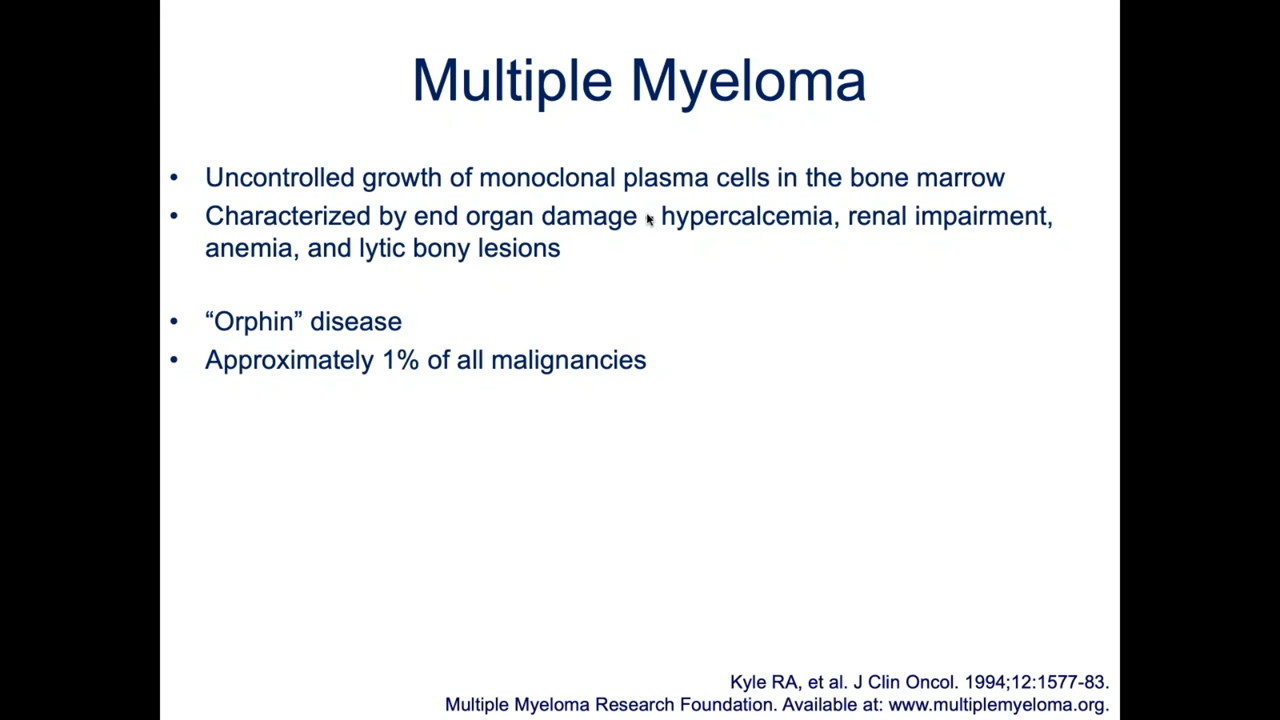 Multiple Myeloma
• Uncontrolled growth of monoclonal plasma cells in the bone marrow
• Characterized by end organ damage hypercalcemia, renal impairment,
anemia, and lytic bony lesions
• “Orphin” disease
• Approximately 1% of all malignancies
Kyle RA, et al. J Clin Oncol. 1994;12:1577-83.
Multiple Myeloma Research Foundation. Available at: www.multiplemyeloma.org.